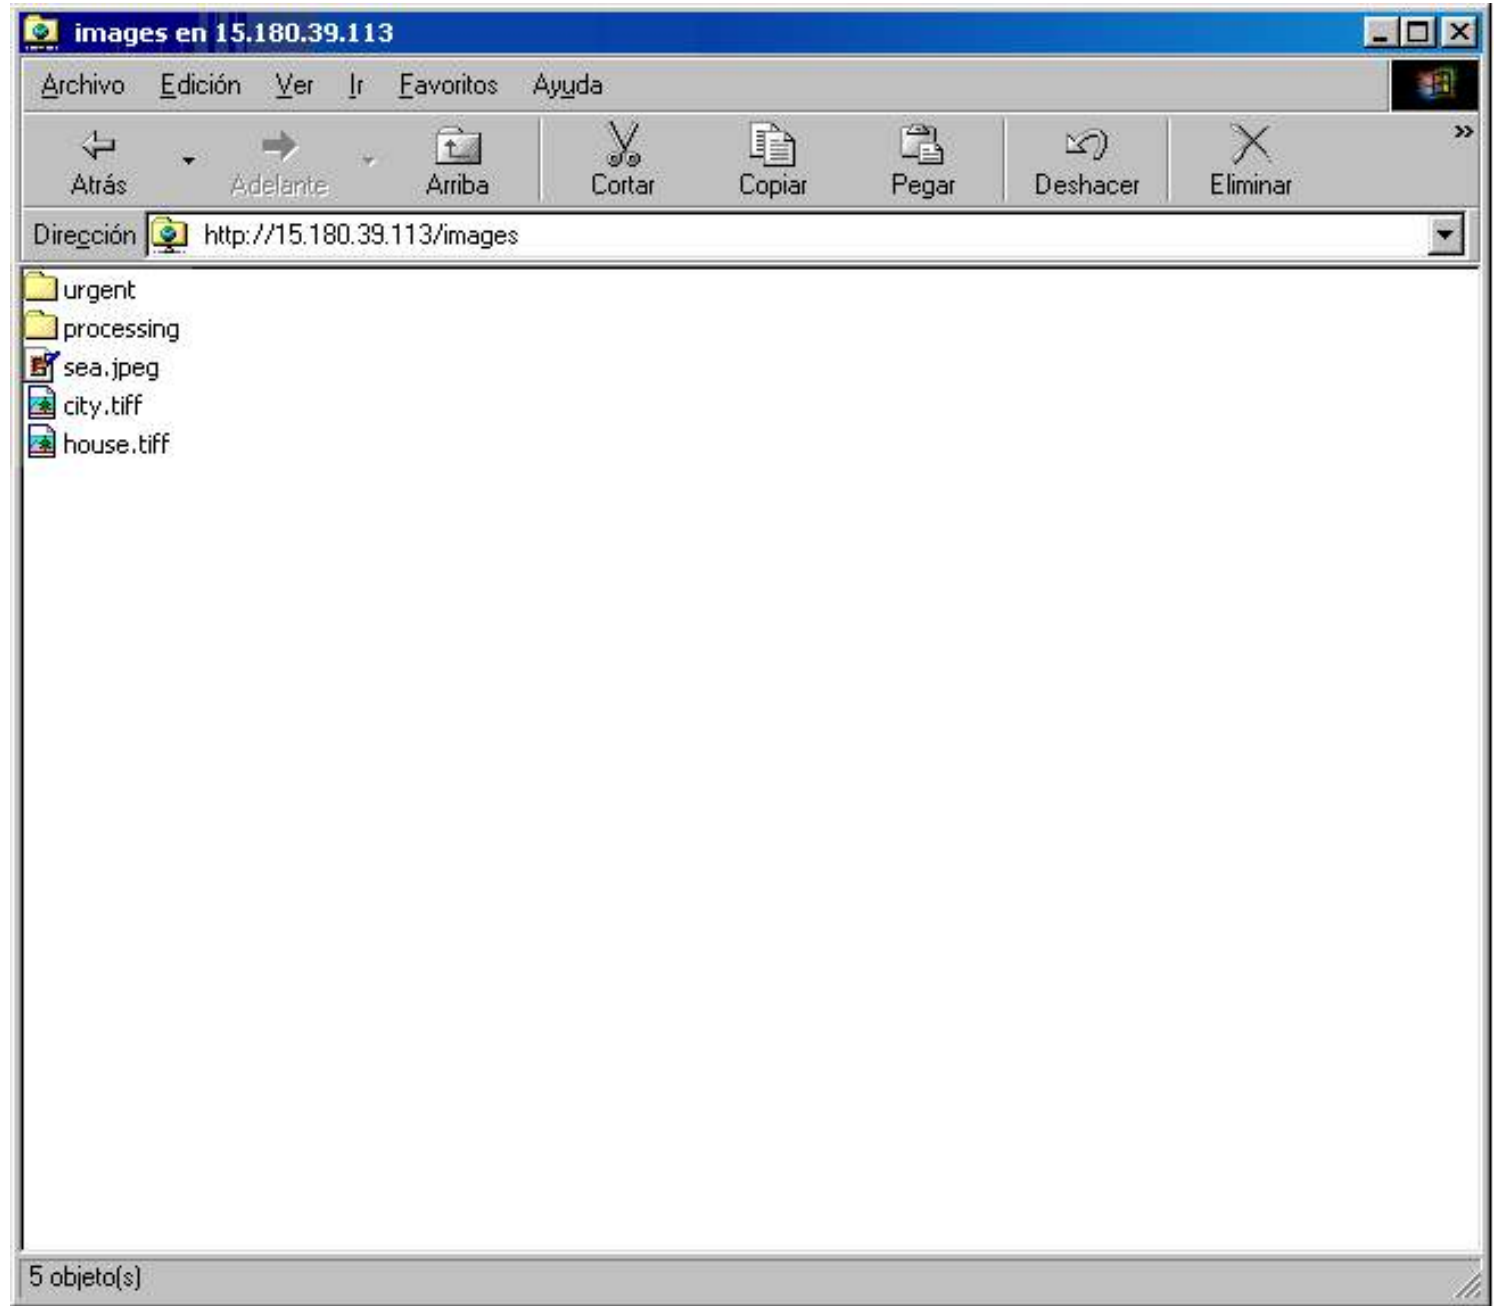 images en 15.180.39.113
Archivo Edición Ver Ir Favoritos Ayuda
»
Atrás Adelante Arriba Cortar Copiar Pegar Deshacer Eliminar
Dirección http://15.180.39.113/images
urgent
processing
sea.jpeg
city.tiff
house.tiff
5 objeto(s)